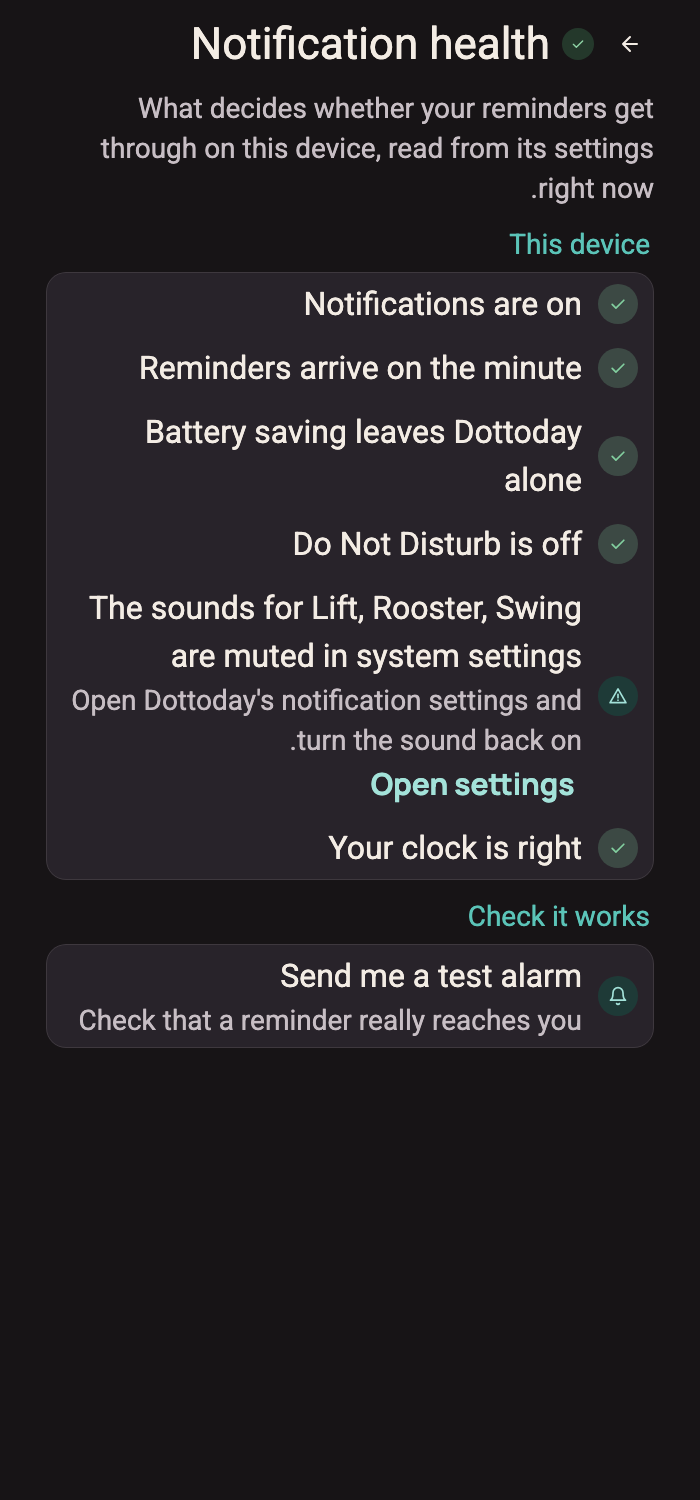 Notification health
What decides whether your reminders get
through on this device, read from its settings
.right now
This device
Notifications are on
Reminders arrive on the minute
Battery saving leaves Dottoday
alone
Do Not Disturb is off
The sounds for Lift, Rooster, Swing
are muted in system settings
Open Dottoday's notification settings and
.turn the sound back on
Open settings
Your clock is right
Check it works
Send me a test alarm
Check that a reminder really reaches you